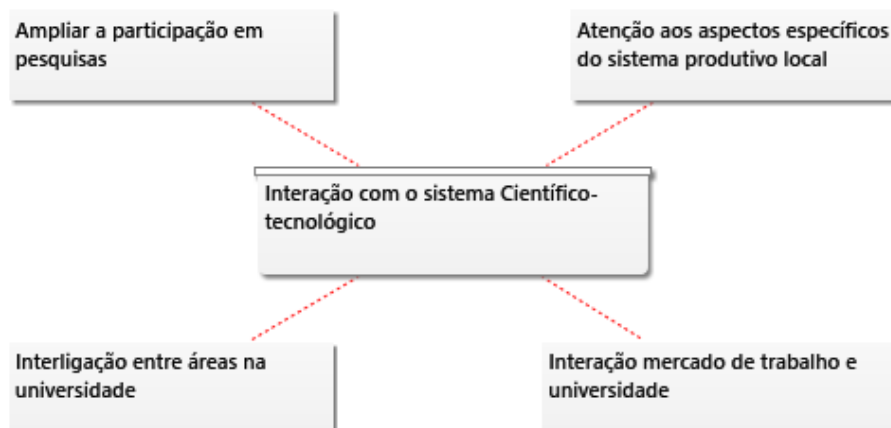 Ampliar a participação em
pesquisas
Atenção aos aspectos específicos
do sistema produtivo local
Interação com o sistema Científico-
tecnológico
Interligação entre áreas na
universidade
Interação mercado de trabalho e
universidade